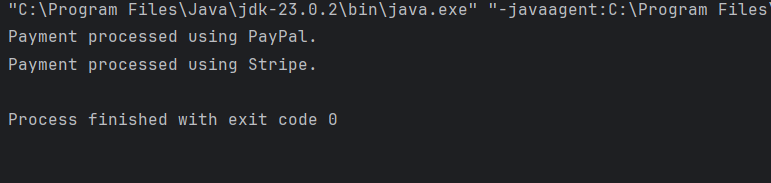 "C:\Program Files\Java\jdk-23.0.2\bin\java.exe" "-javaagent:C:\Program Files\
Payment processed using PayPal.
Payment processed using Stripe.
Process finished with exit code 0